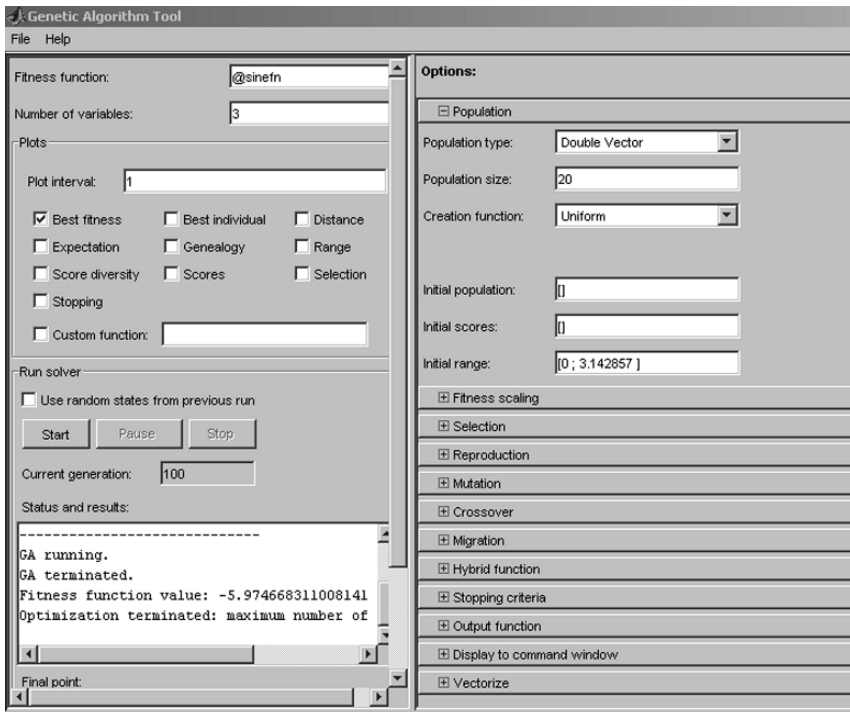 Genetic Algorithm Tool
File Help
Fitness function: @sinefn
Number of variables: 3
Plots
Plot interval: 1
Best fitness Best individual Distance
Expectation Genealogy Range
Score diversity Scores Selection
Stopping
Custom function:
Run solver
Use random states from previous run
Start Pause Stop
Current generation: 100
Status and results:
-----------------------------
GA running.
GA terminated.
Fitness function value: -5.974668311008141
Optimization terminated: maximum number of
Final point:
Options:
Population
Population type: Double Vector
Population size: 20
Creation function: Uniform
Initial population: []
Initial scores: []
Initial range: [0 ; 3.142857 ]
Fitness scaling
Selection
Reproduction
Mutation
Crossover
Migration
Hybrid function
Stopping criteria
Output function
Display to command window
Vectorize